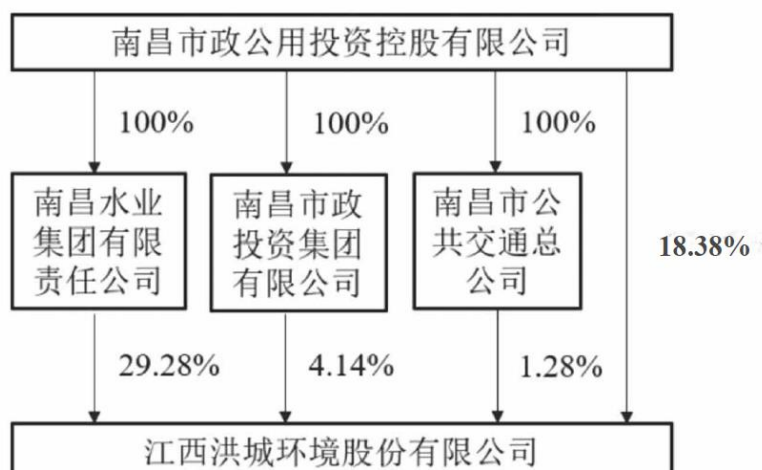 南昌市政公用投资控股有限公司
100%
100%
100%
南昌水业
集团有限
责任公司
南昌市政
投资集团
有限公司
南昌市公
共交通总
公司
18.38%
29.28%
4.14%
1.28%
江西洪城环境股份有限公司